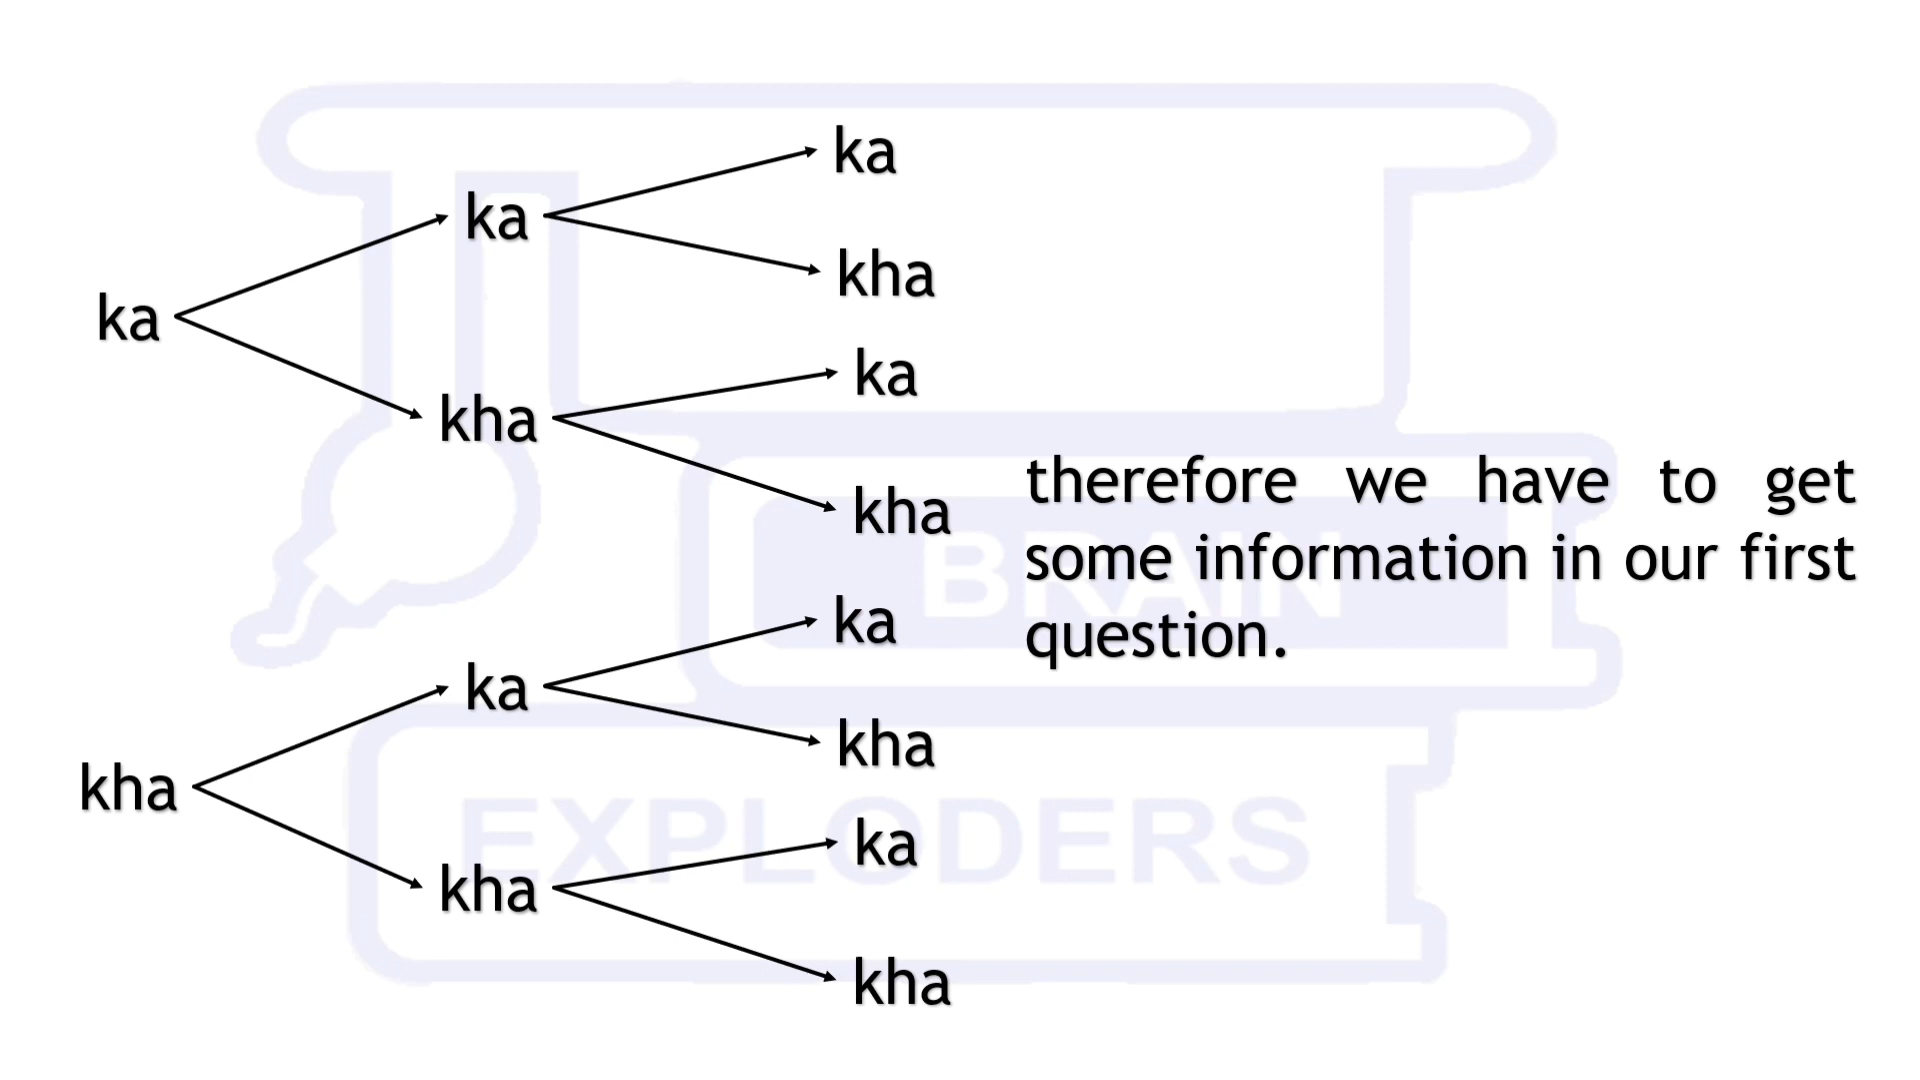 ka
ka
kha
ka
ka
kha
kha
therefore we have to get
some information in our first
question.
BRAIN
ka
ka
kha
kha
EXPLODERS
ka
kha
kha